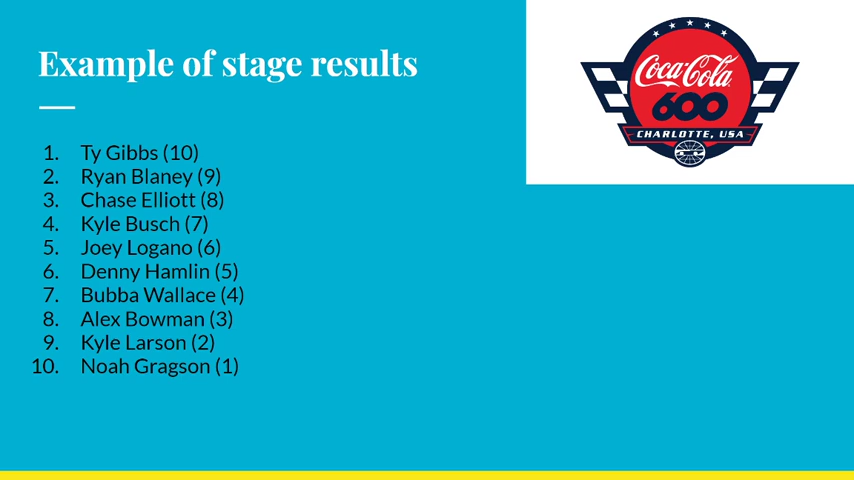 Example of stage results
Coca-Cola
600
CHARLOTTE, USA
1. Ty Gibbs (10)
2. Ryan Blaney (9)
3. Chase Elliott (8)
4. Kyle Busch (7)
5. Joey Logano (6)
6. Denny Hamlin (5)
7. Bubba Wallace (4)
8. Alex Bowman (3)
9. Kyle Larson (2)
10. Noah Gragson (1)